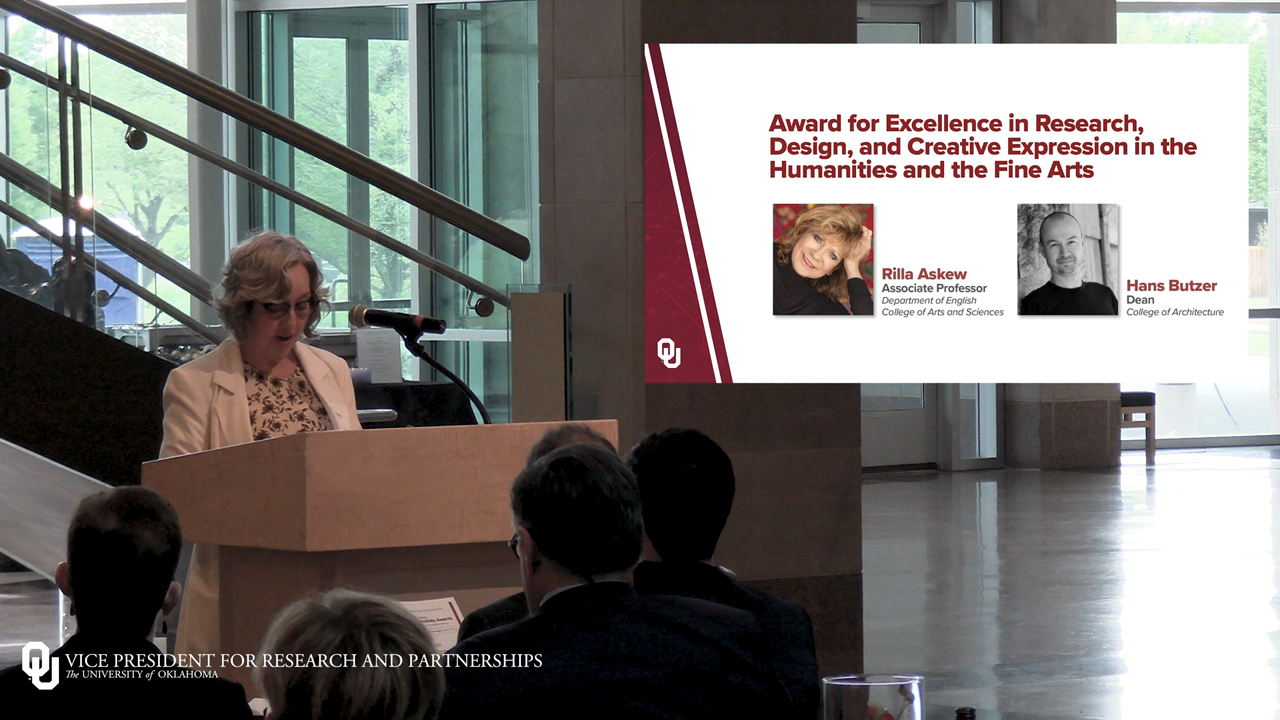 Award for Excellence in Research,
Design, and Creative Expression in the
Humanities and the Fine Arts
Rilla Askew
Associate Professor
Department of English
College of Arts and Sciences
Hans Butzer
Dean
College of Architecture
OU
OU VICE PRESIDENT FOR RESEARCH AND PARTNERSHIPS
The UNIVERSITY of OKLAHOMA